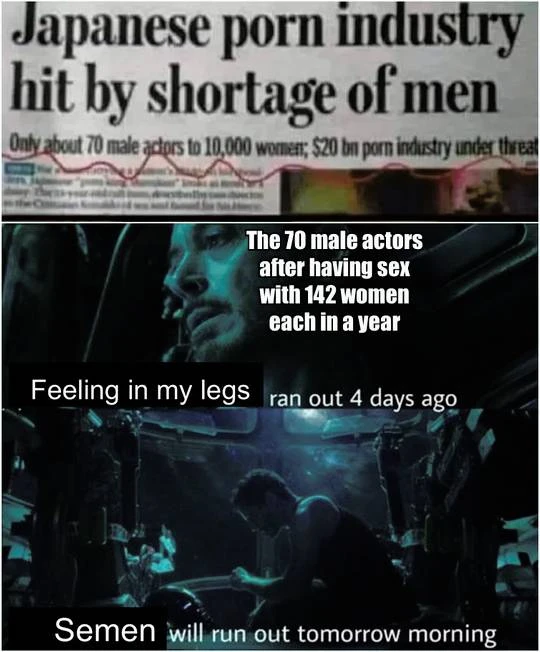 Japanese porn industry
hit by shortage of men
Only about 70 male actors to 10,000 women; $20 bn porn industry under threat
The 70 male actors
after having sex
with 142 women
each in a year
Feeling in my legs ran out 4 days ago
Semen will run out tomorrow morning